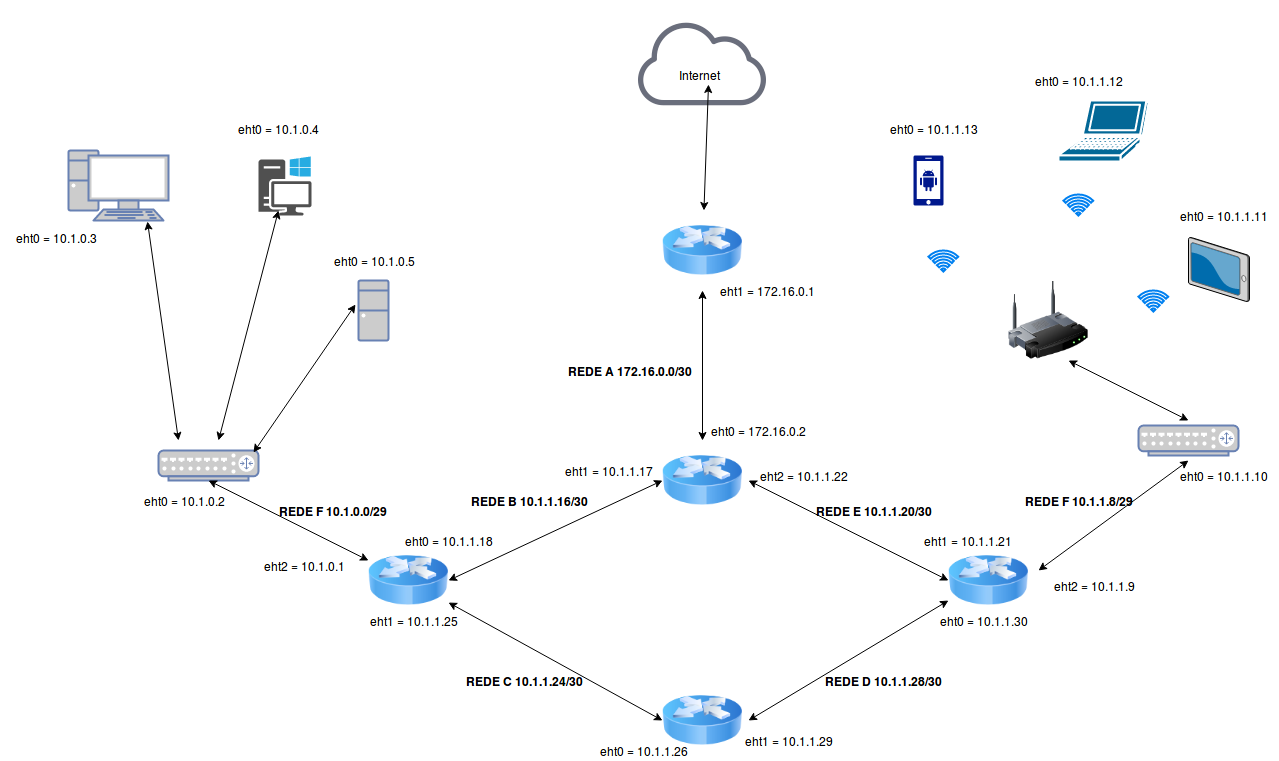 Internet
eht0 = 10.1.1.12
eht0 = 10.1.0.4
eht0 = 10.1.1.13
eht0 = 10.1.1.11
eht0 = 10.1.0.3
eht0 = 10.1.0.5
eht1 = 172.16.0.1
REDE A 172.16.0.0/30
eht0 = 172.16.0.2
eht1 = 10.1.1.17
eht2 = 10.1.1.22
eht0 = 10.1.1.10
eht0 = 10.1.0.2
REDE F 10.1.0.0/29
REDE B 10.1.1.16/30
REDE E 10.1.1.20/30
REDE F 10.1.1.8/29
eht0 = 10.1.1.18
eht1 = 10.1.1.21
eht2 = 10.1.0.1
eht2 = 10.1.1.9
eht1 = 10.1.1.25
eht0 = 10.1.1.30
REDE C 10.1.1.24/30
REDE D 10.1.1.28/30
eht0 = 10.1.1.26
eht1 = 10.1.1.29